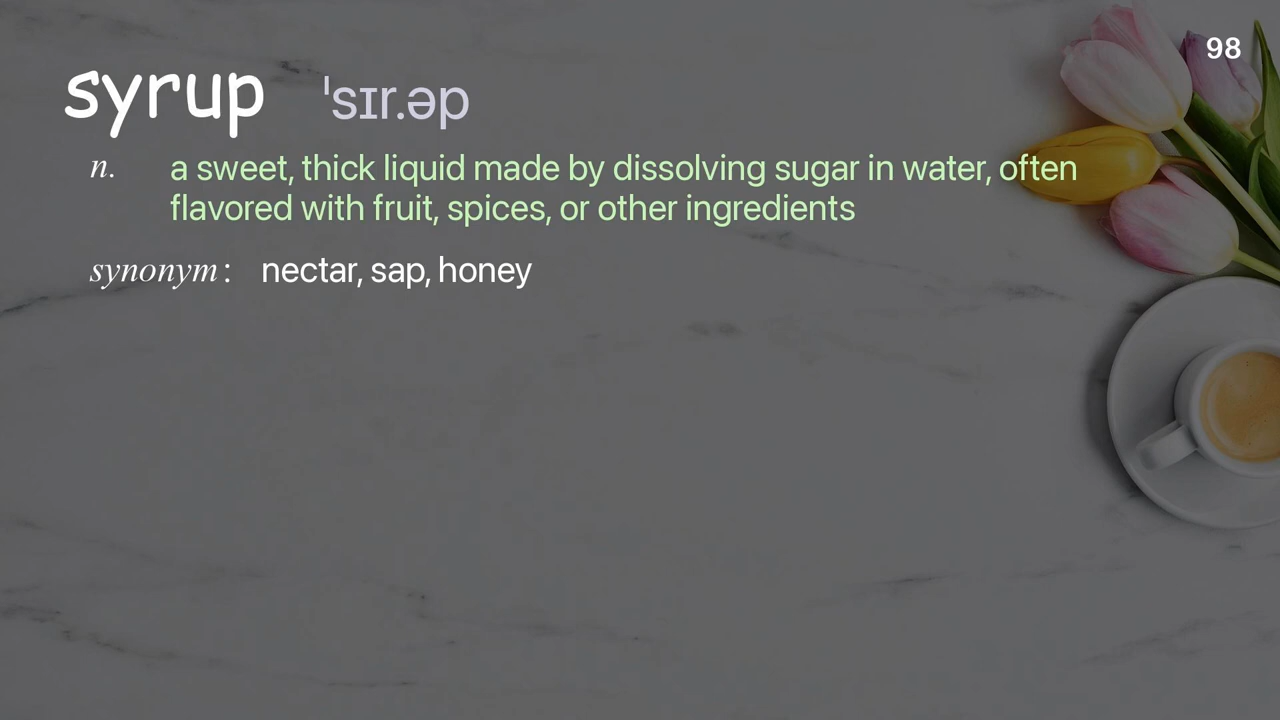 98
syrup ˈsɪr.əp
n. a sweet, thick liquid made by dissolving sugar in water, often
flavored with fruit, spices, or other ingredients
synonym: nectar, sap, honey